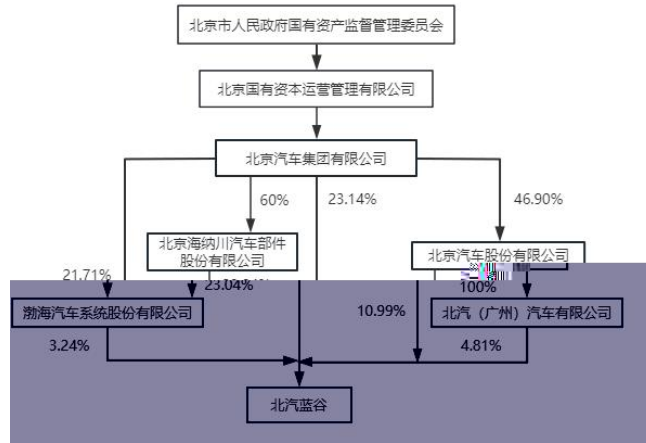 北京市人民政府国有资产监督管理委员会
北京国有资本运营管理有限公司
北京汽车集团有限公司
60%
23.14%
46.90%
北京海纳川汽车部件
股份有限公司
北京汽车股份有限公司
21.71%
23.04%
100%
渤海汽车系统股份有限公司
10.99%
北汽（广州）汽车有限公司
3.24%
4.81%
北汽蓝谷